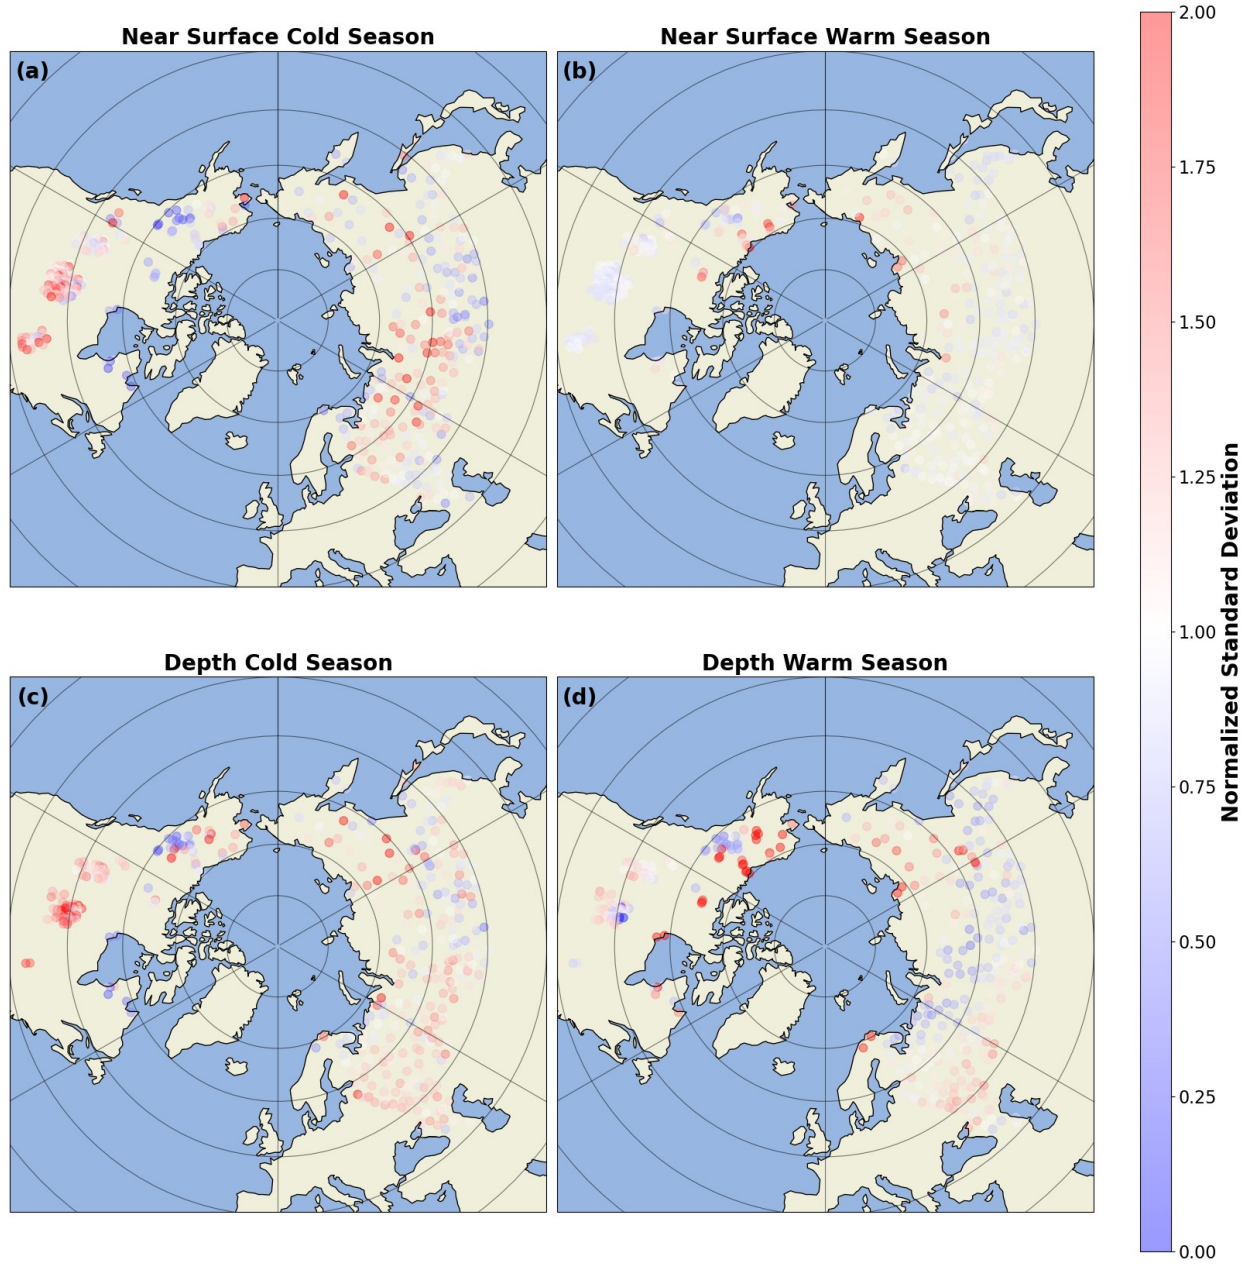 Near Surface Cold Season
Near Surface Warm Season
(a)
(b)
Depth Cold Season
Depth Warm Season
(c)
(d)
2.00
1.75
1.50
1.25
1.00
0.75
0.50
0.25
0.00
Normalized Standard Deviation